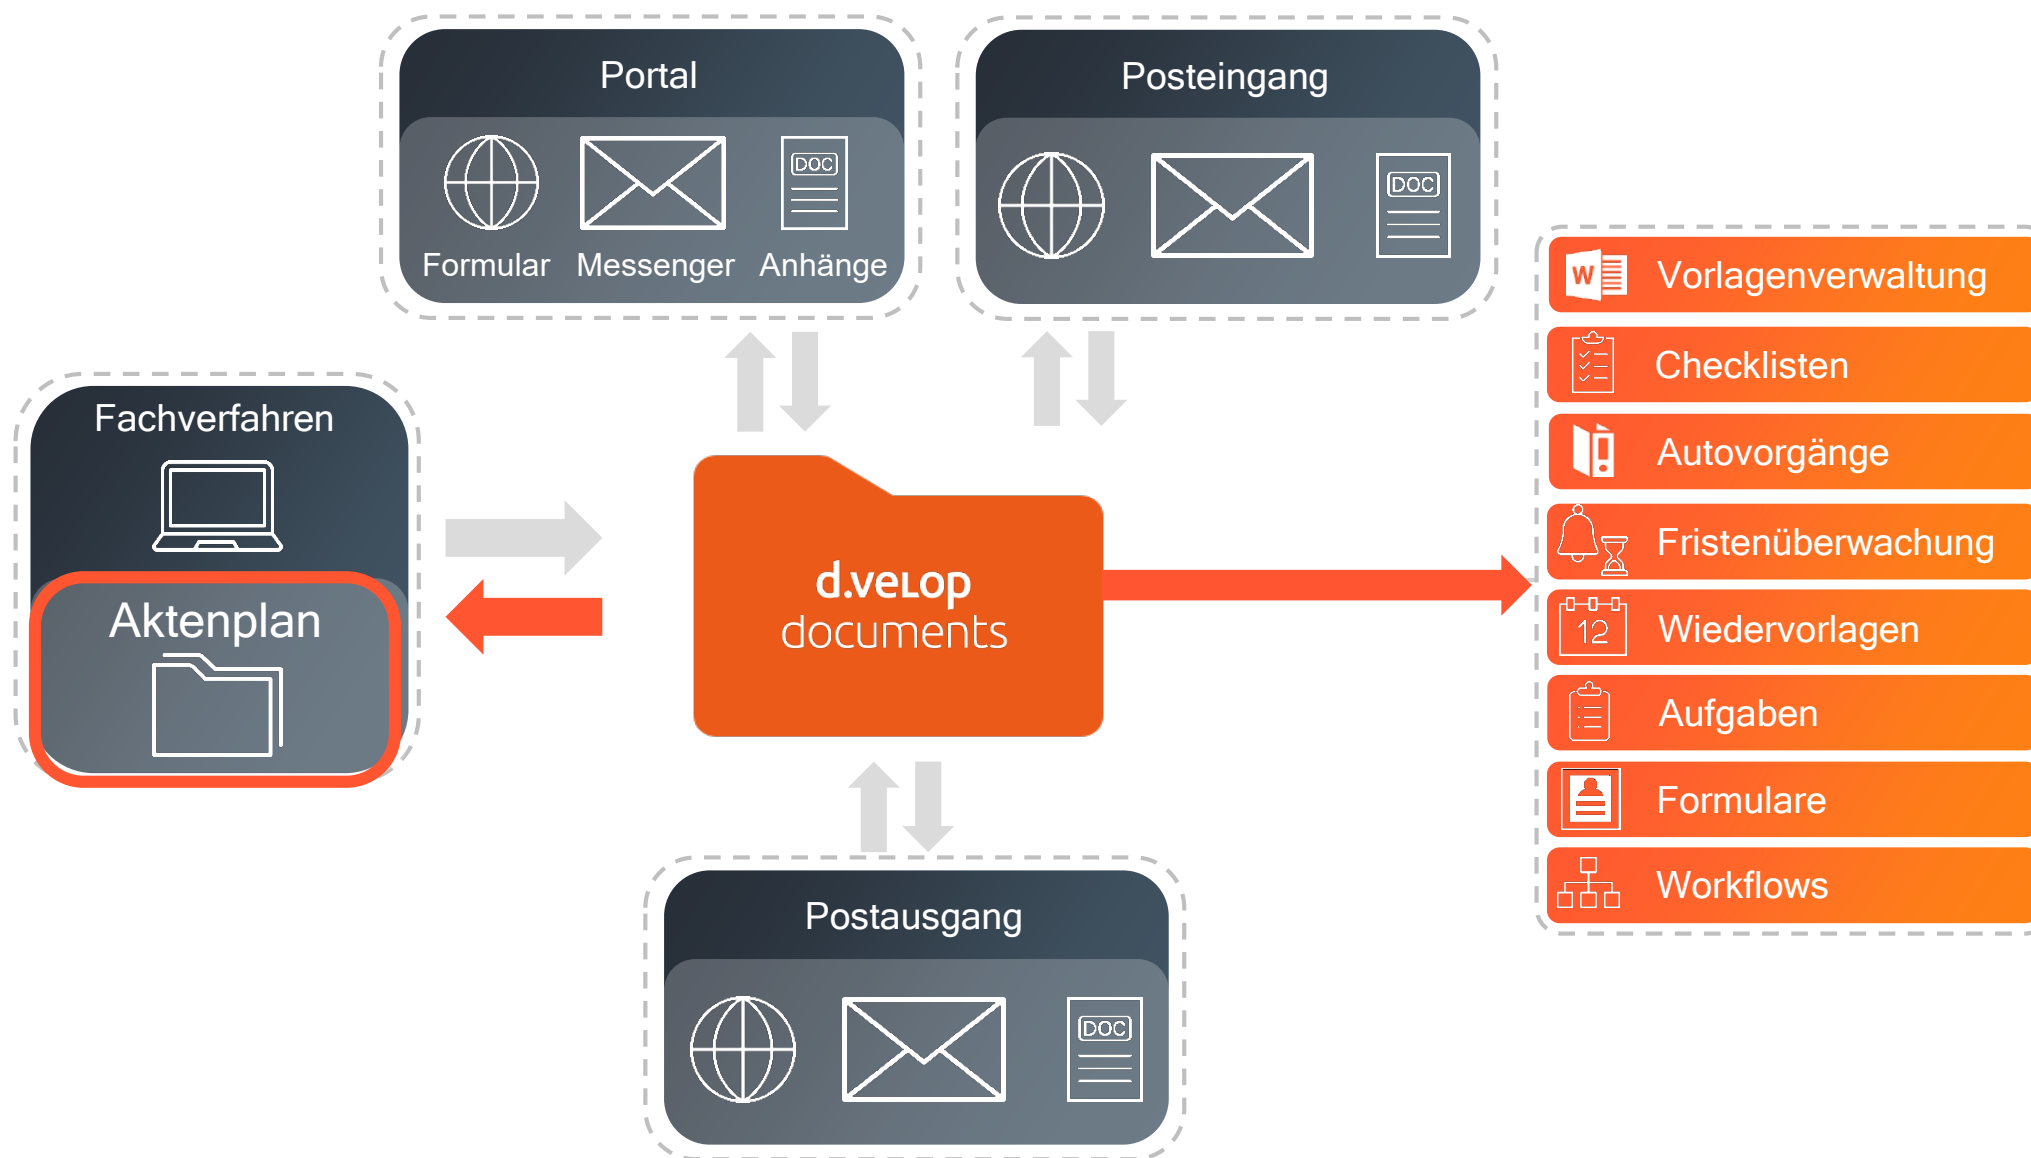 Portal
DOC
Formular Messenger Anhänge
Posteingang
DOC
Fachverfahren
Aktenplan
d.velop
documents
W Vorlagenverwaltung
Checklisten
Autovorgänge
Fristenüberwachung
12 Wiedervorlagen
Aufgaben
Formulare
Workflows
Postausgang
DOC